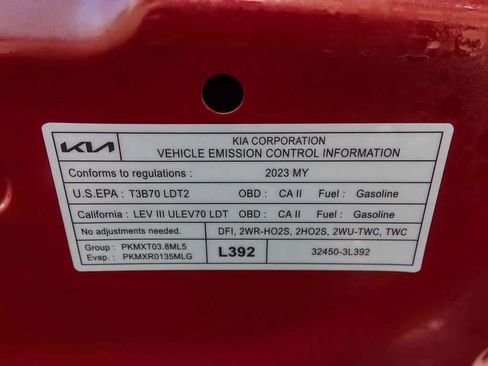 KIA
KIA CORPORATION
VEHICLE EMISSION CONTROL INFORMATION
Conforms to regulations : 2023 MY
U.S.EPA : T3B70 LDT2 OBD : CA II Fuel : Gasoline
California : LEV III ULEV70 LDT OBD : CA II Fuel : Gasoline
No adjustments needed. DFI, 2WR-HO2S, 2HO2S, 2WU-TWC, TWC
Group : PKMXT03.8ML5
Evap. : PKMXR0135MLG
L392
32450-3L392